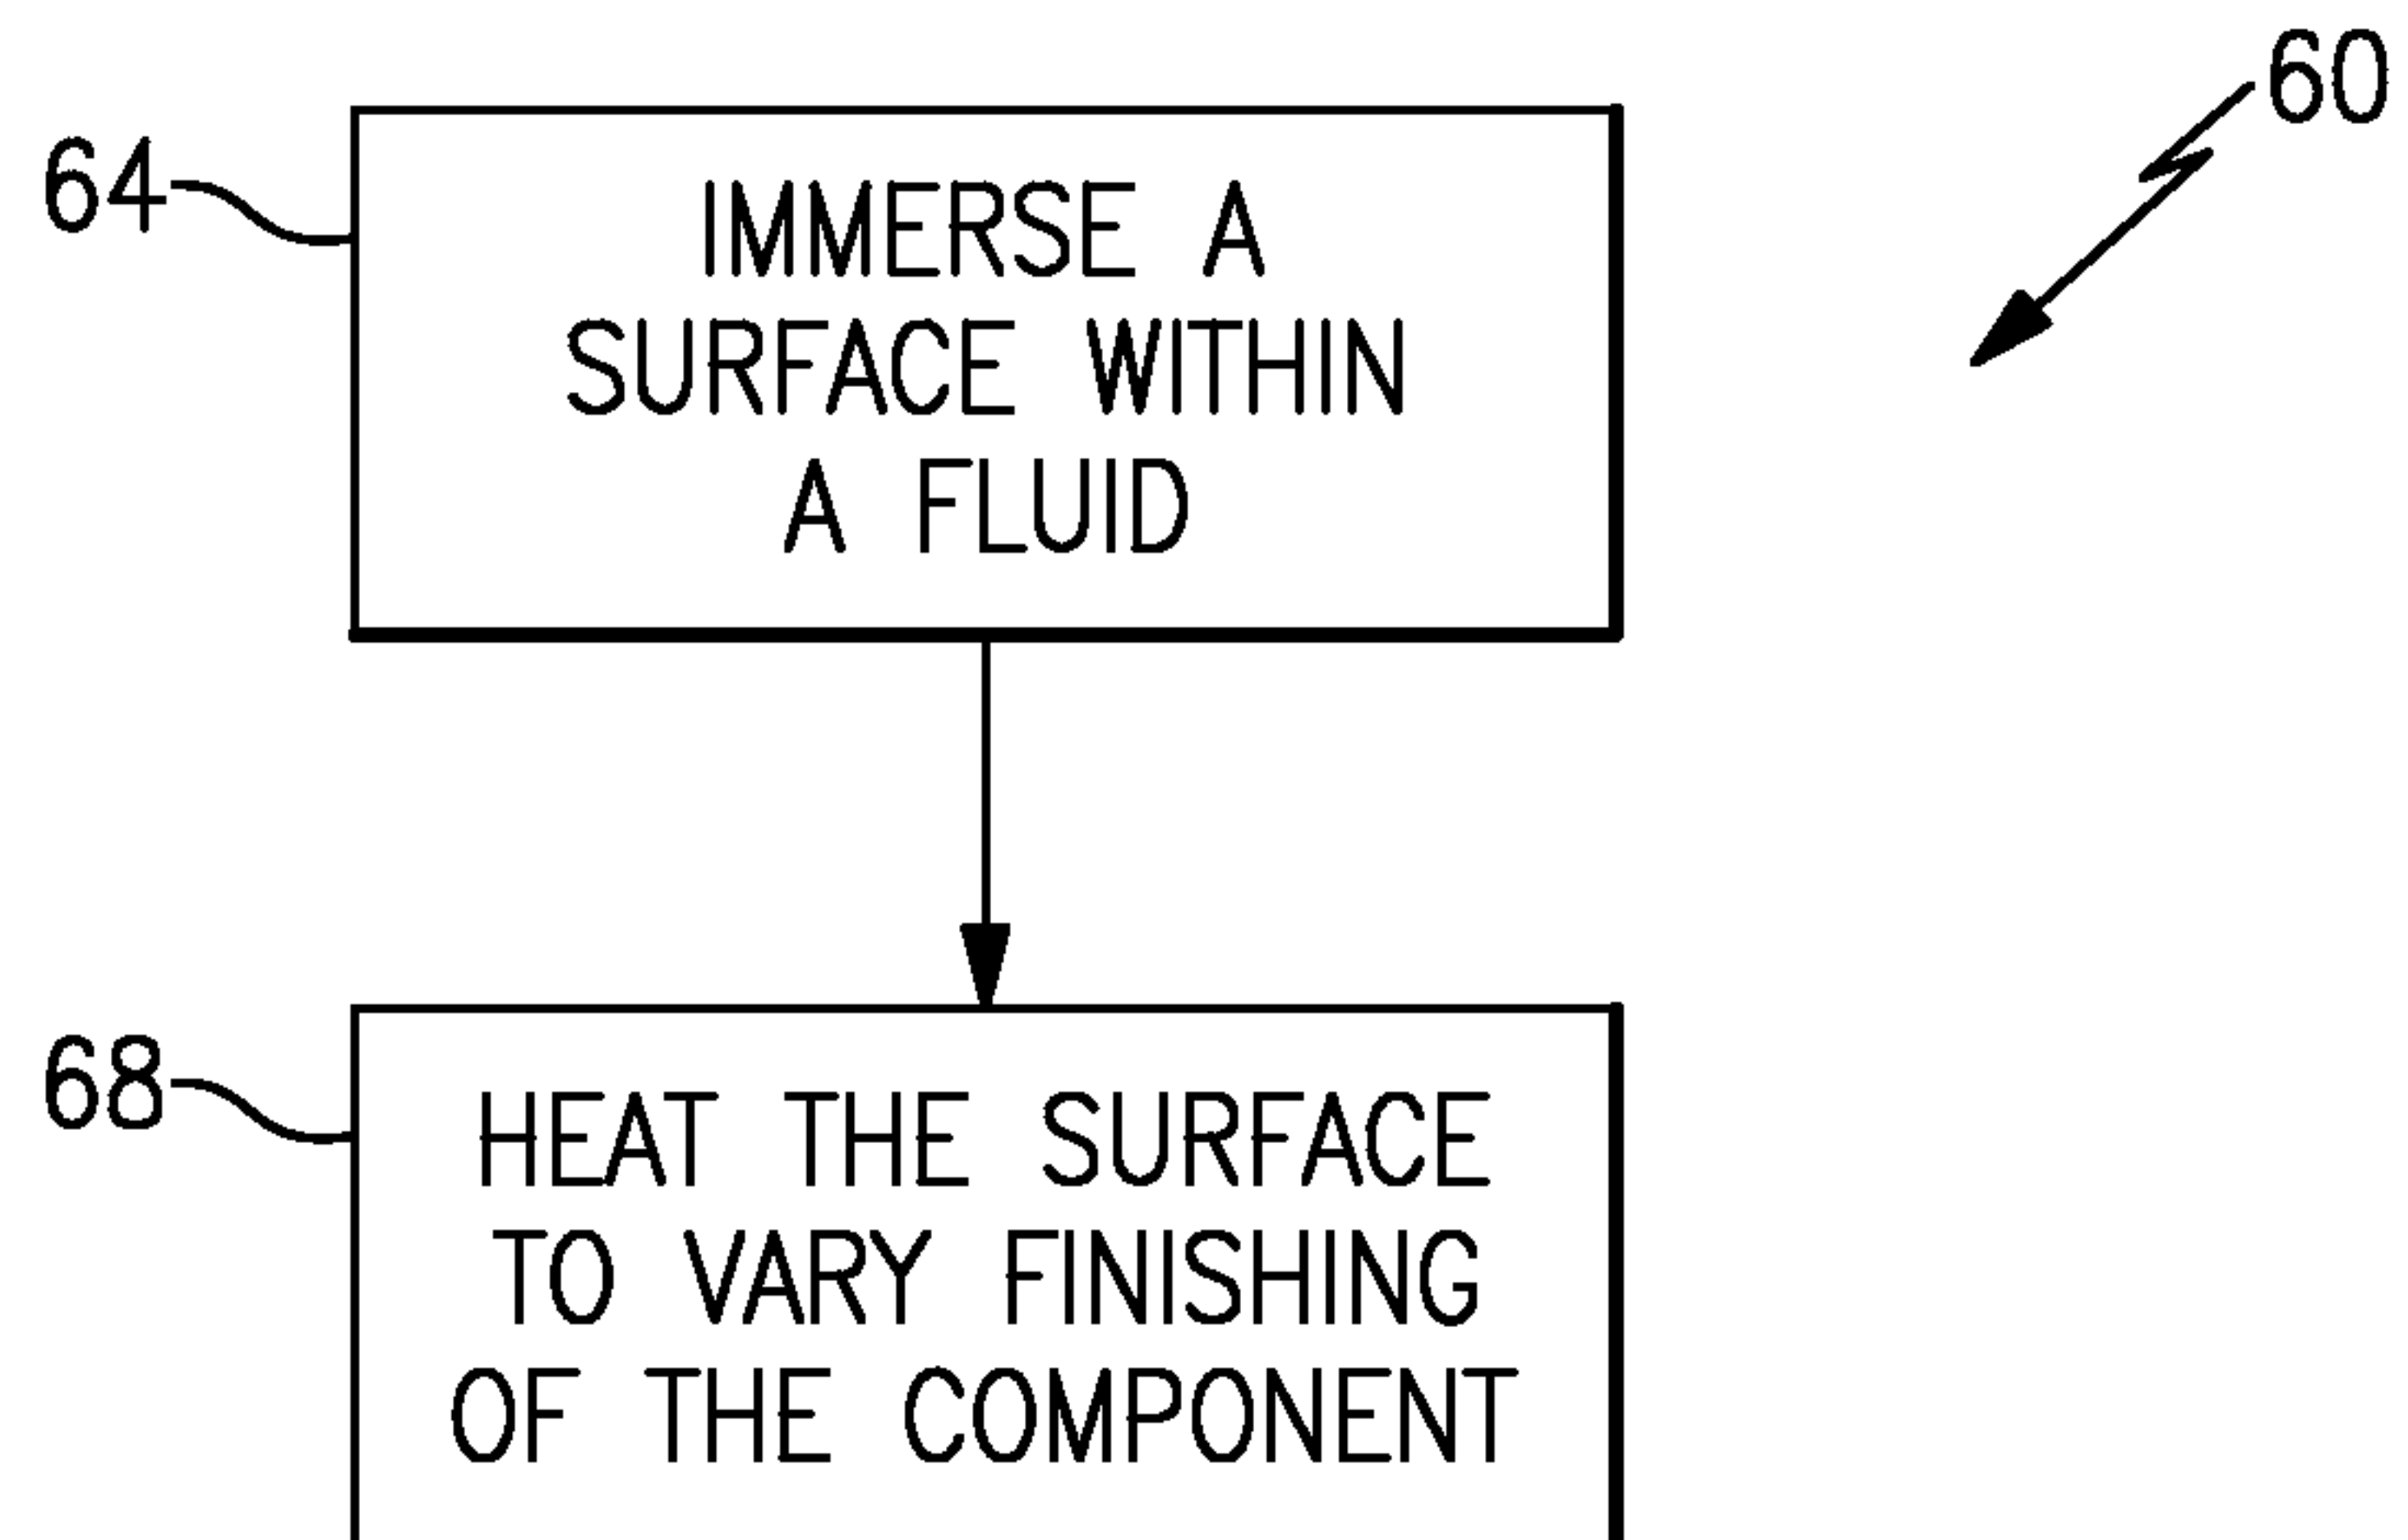 60
64
IMMERSE A
SURFACE WITHIN
A FLUID
68
HEAT THE SURFACE
TO VARY FINISHING
OF THE COMPONENT